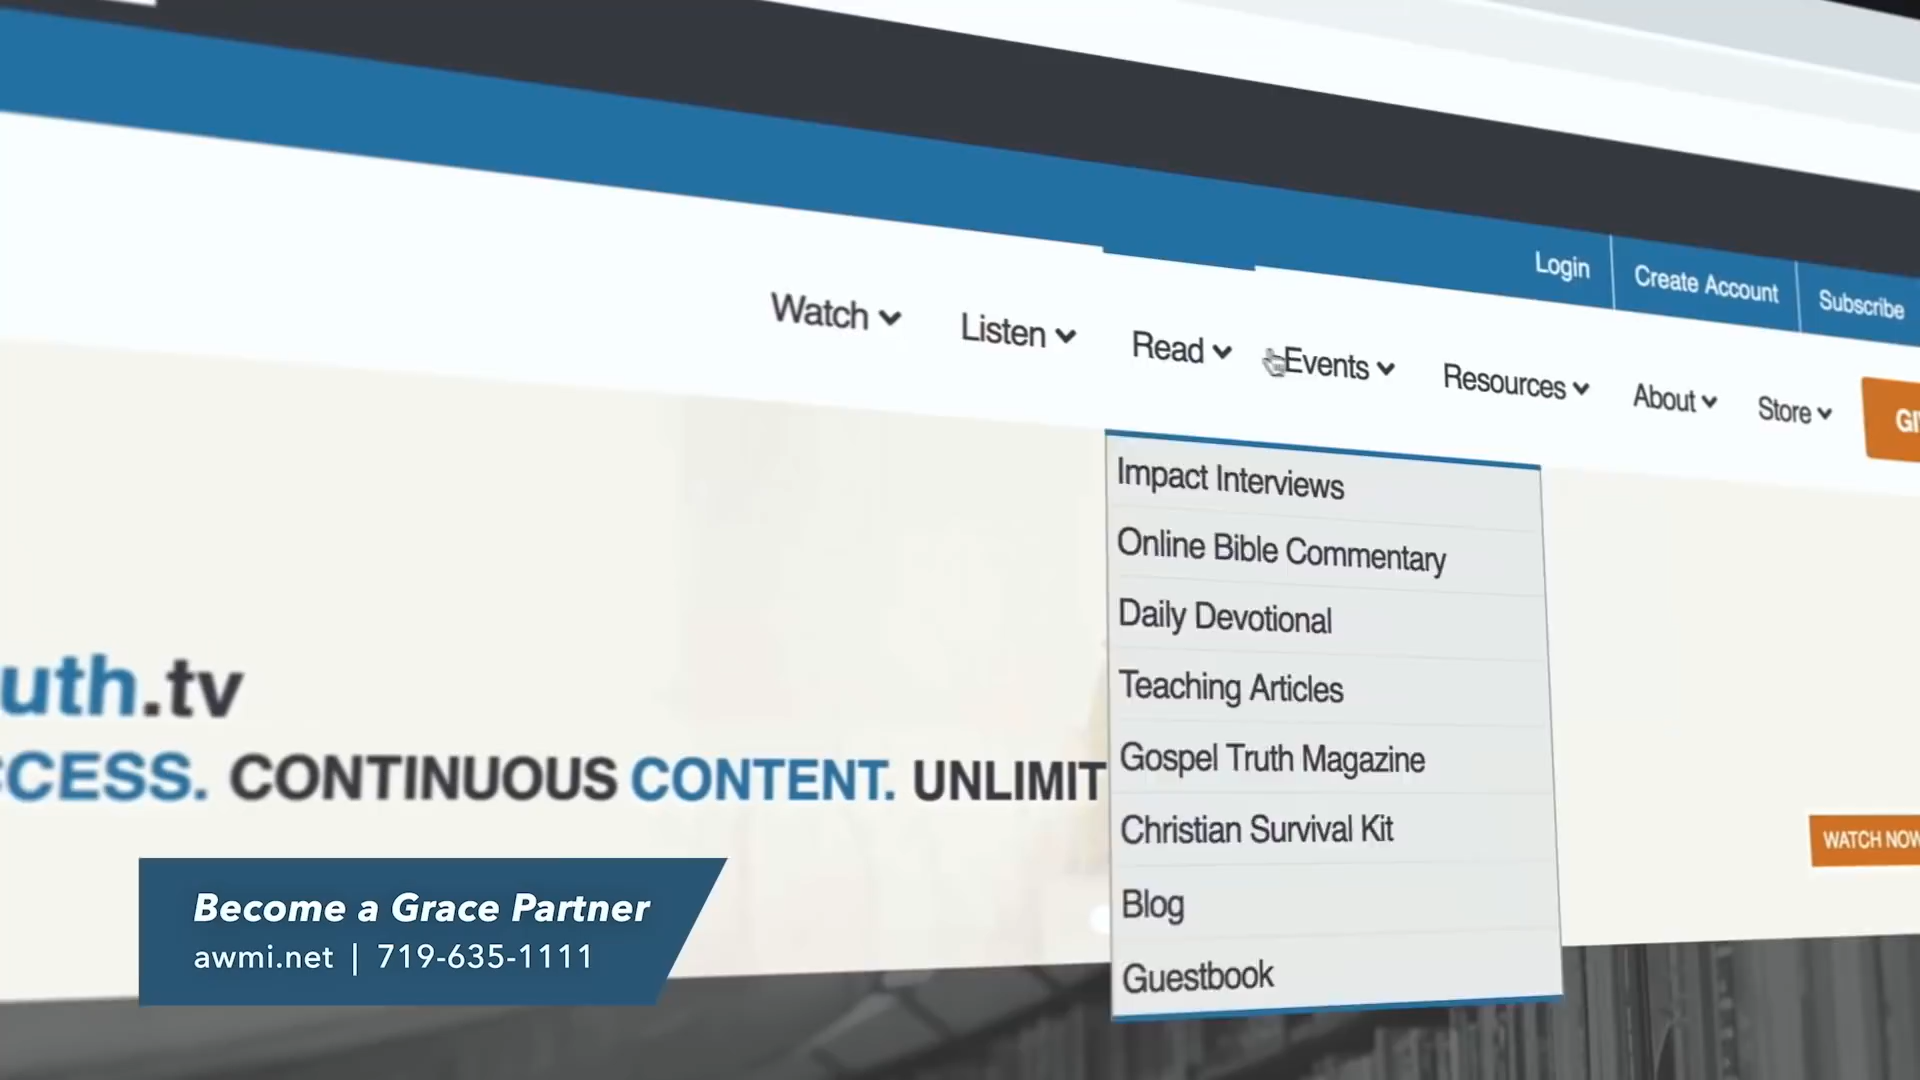 Login Create Account Subscribe
Watch Listen Read Events Resources About Store
Impact Interviews
Online Bible Commentary
Daily Devotional
Teaching Articles
Gospel Truth Magazine
Christian Survival Kit
Blog
Guestbook
uth.tv
CESS. CONTINUOUS CONTENT. UNLIMIT
WATCH NOW
Become a Grace Partner
awmi.net | 719-635-1111